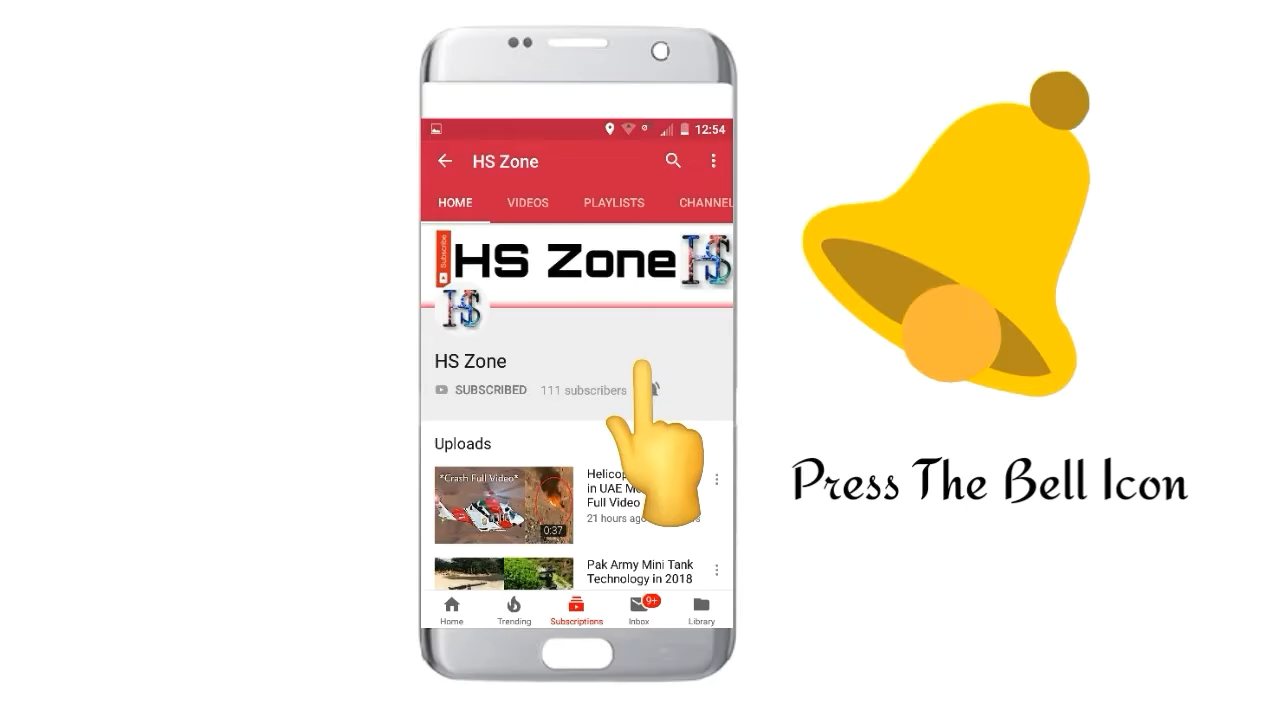 12:54
HS Zone
HOME VIDEOS PLAYLISTS CHANNEL
Subscribe
HS Zone HS
HS
HS Zone
SUBSCRIBED 111 subscribers
Uploads
*Crash Full Video*
0:37
Helicop
in UAE M
Full Video
21 hours ago
Pak Army Mini Tank
Technology in 2018
Home Trending Subscriptions Inbox 9+ Library
Press The Bell Icon